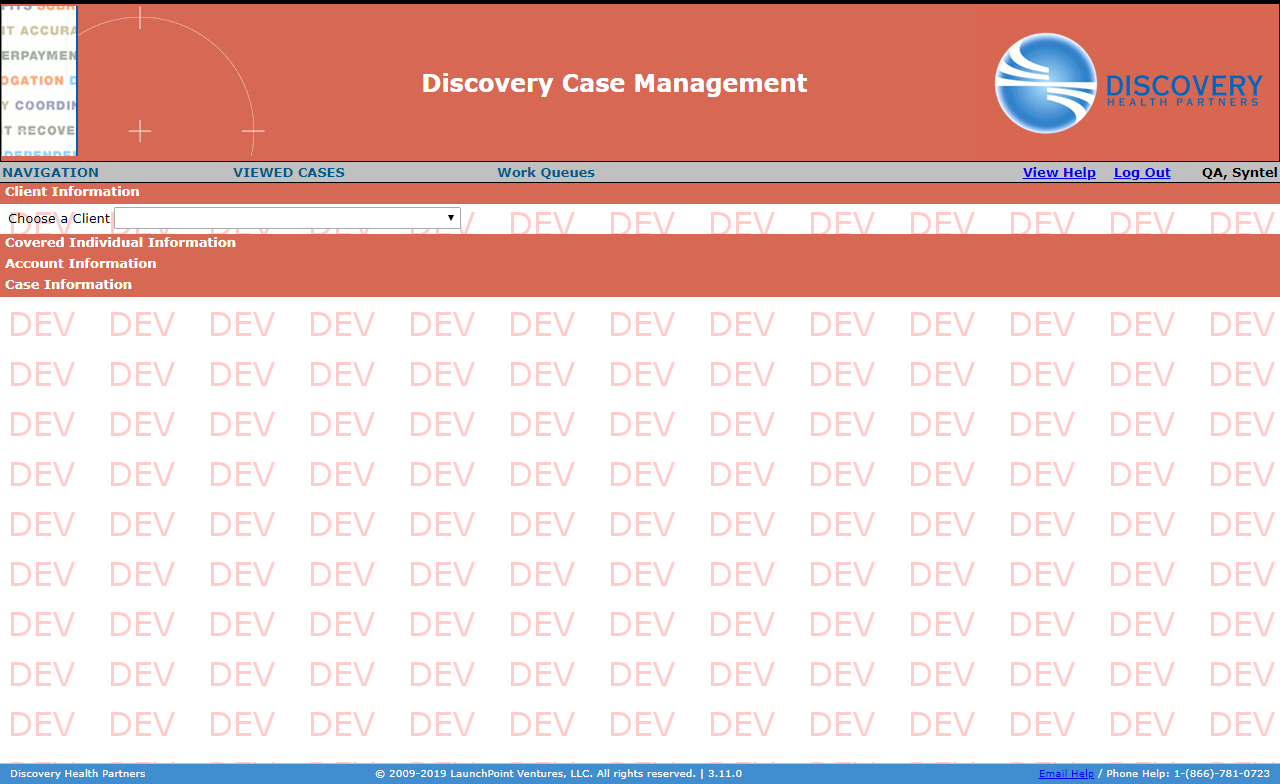 IT ACCURA
ERPAYMEN
OGATION D
Y COORDIN
T RECOVE
Discovery Case Management
DISCOVERY
HEALTH PARTNERS
NAVIGATION VIEWED CASES Work Queues View Help Log Out QA, Syntel
Client Information
Choose a Client
DEV DEV DEV DEV DEV DEV DEV DEV
Covered Individual Information
Account Information
Case Information
DEV DEV DEV DEV DEV DEV DEV DEV DEV DEV DEV DEV DEV
DEV DEV DEV DEV DEV DEV DEV DEV DEV DEV DEV DEV DEV
DEV DEV DEV DEV DEV DEV DEV DEV DEV DEV DEV DEV DEV
DEV DEV DEV DEV DEV DEV DEV DEV DEV DEV DEV DEV DEV
DEV DEV DEV DEV DEV DEV DEV DEV DEV DEV DEV DEV DEV
DEV DEV DEV DEV DEV DEV DEV DEV DEV DEV DEV DEV DEV
DEV DEV DEV DEV DEV DEV DEV DEV DEV DEV DEV DEV DEV
DEV DEV DEV DEV DEV DEV DEV DEV DEV DEV DEV DEV DEV
DEV DEV DEV DEV DEV DEV DEV DEV DEV DEV DEV DEV DEV
Discovery Health Partners © 2009-2019 LaunchPoint Ventures, LLC. All rights reserved. | 3.11.0 Email Help / Phone Help: 1-(866)-781-0723